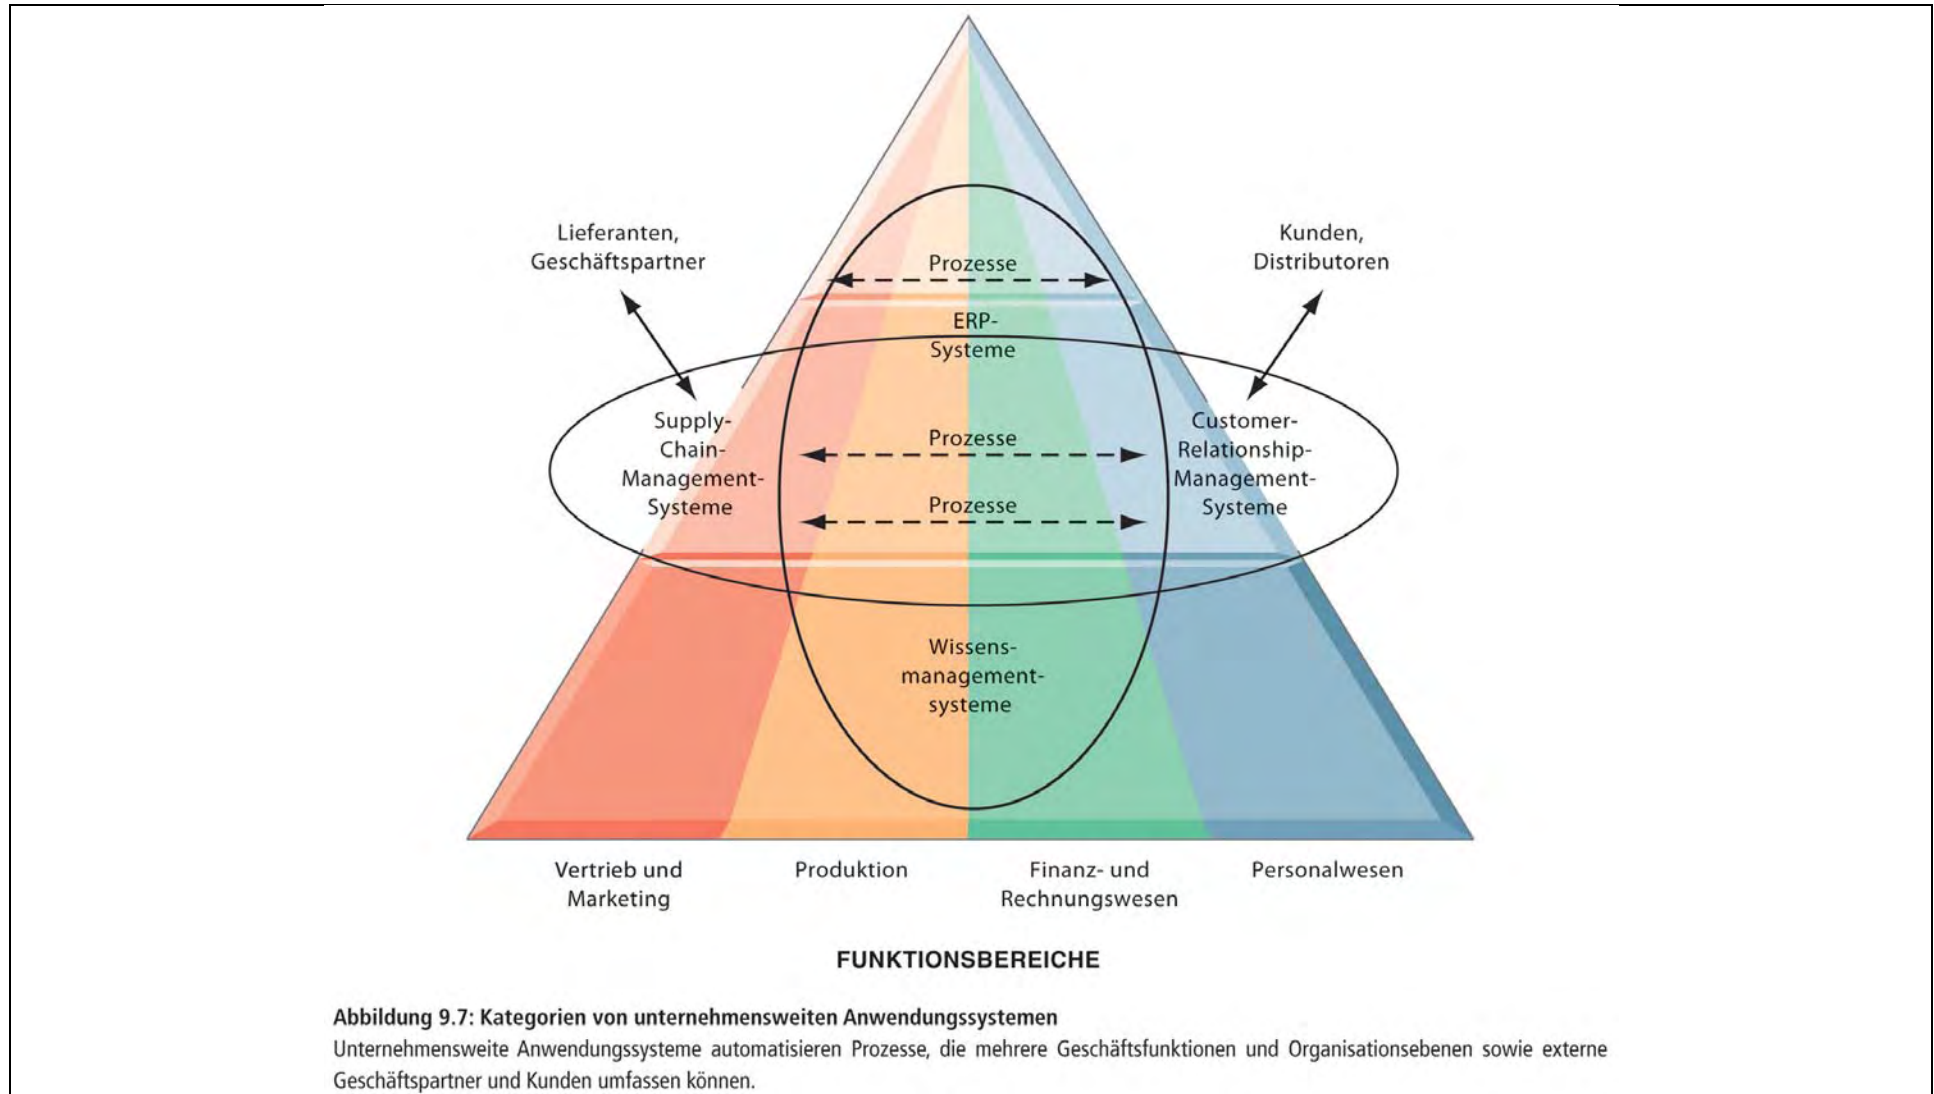 Lieferanten,
Geschäftspartner
Kunden,
Distributoren
Prozesse
ERP-
Systeme
Supply-
Chain-
Management-
Systeme
Prozesse
Prozesse
Customer-
Relationship-
Management-
Systeme
Wissens-
management-
systeme
Vertrieb und
Marketing
Produktion
Finanz- und
Rechnungswesen
Personalwesen
FUNKTIONSBEREICHE
Abbildung 9.7: Kategorien von unternehmensweiten Anwendungssystemen
Unternehmensweite Anwendungssysteme automatisieren Prozesse, die mehrere Geschäftsfunktionen und Organisationsebenen sowie externe
Geschäftspartner und Kunden umfassen können.